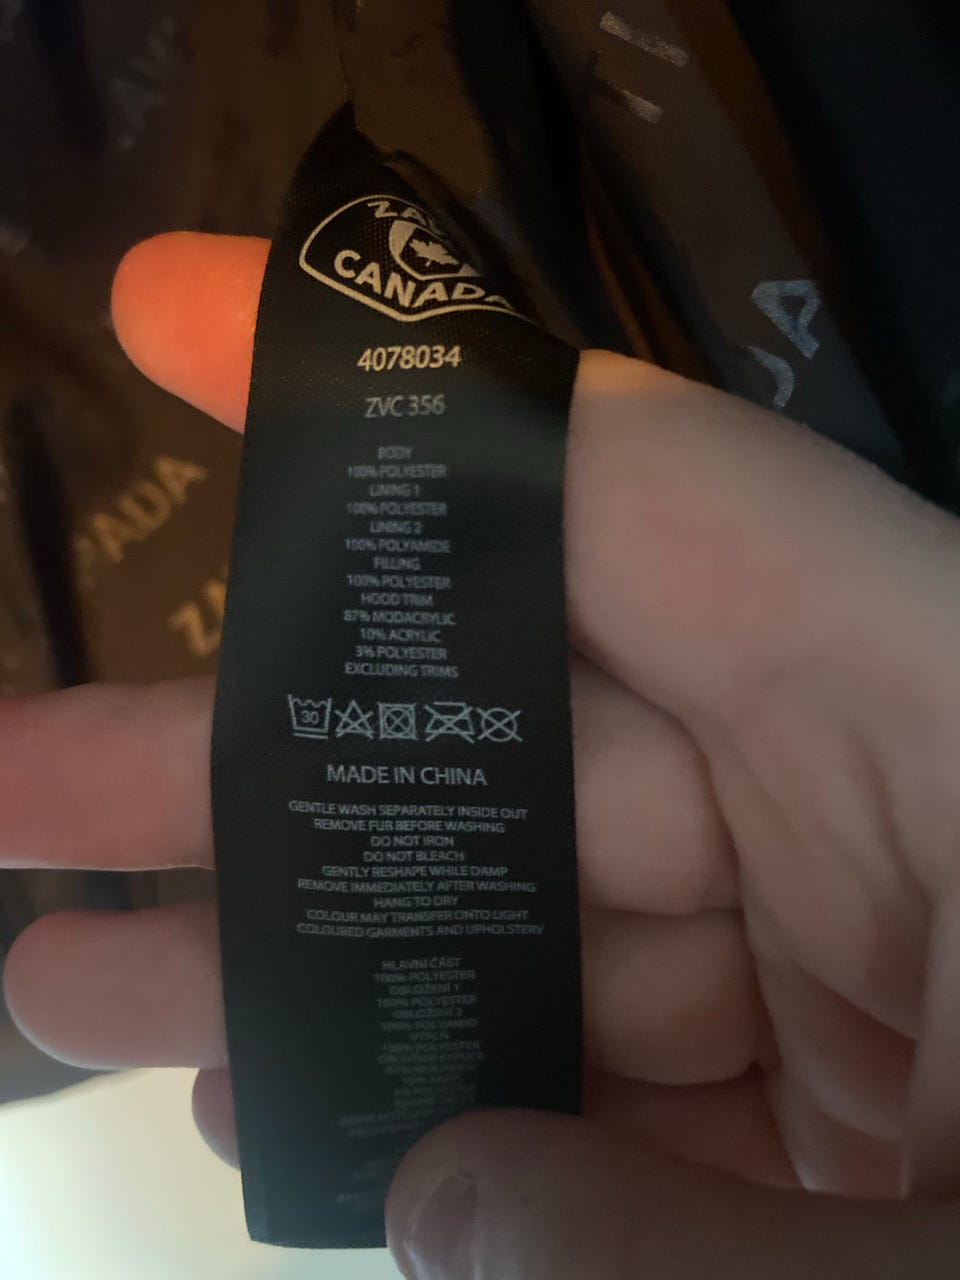 CANADA
4078034
ZVC 356
BODY
100% POLYESTER
LINING 1
100% POLYESTER
LINING 2
100% POLYAMIDE
FILLING
100% POLYESTER
HOOD TRIM
87% MODACRYLIC
10% ACRYLIC
3% POLYESTER
EXCLUDING TRIMS
30
MADE IN CHINA
GENTLE WASH SEPARATELY INSIDE OUT
REMOVE FUR BEFORE WASHING
DO NOT IRON
DO NOT BLEACH
GENTLY RESHAPE WHILE DAMP
REMOVE IMMEDIATELY AFTER WASHING
HANG TO DRY
COLOUR MAY TRANSFER ONTO LIGHT
COLOURED GARMENTS AND UPHOLSTERY
HLAVNÍ ČÁST
100% POLYESTER
OBLOŽENÍ 1
100% POLYESTER
OBLOŽENÍ 2
100% POLYAMID
VÝPLŇ
100% POLYESTER